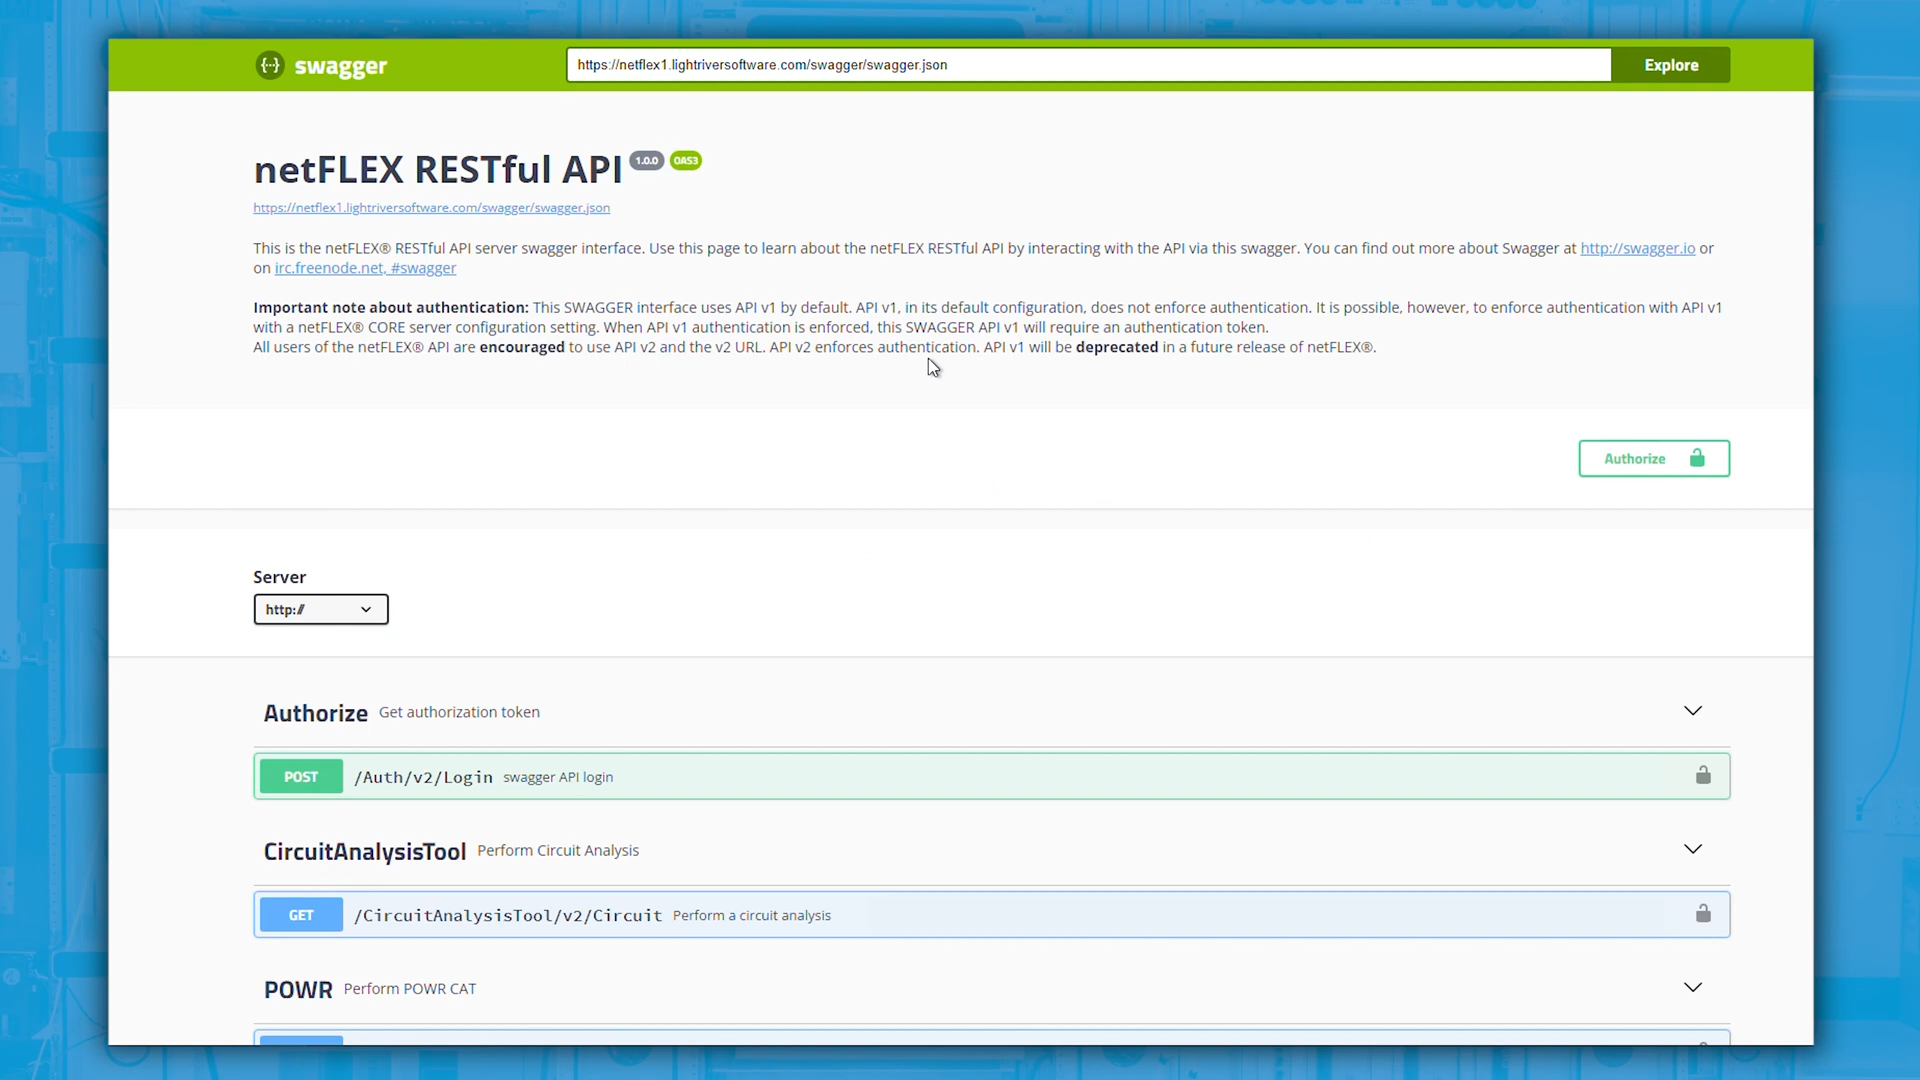 swagger
https://netflex1.lightriversoftware.com/swagger/swagger.json
Explore
netFLEX RESTful API 1.0.0 OAS3
https://netflex1.lightriversoftware.com/swagger/swagger.json
This is the netFLEX® RESTful API server swagger interface. Use this page to learn about the netFLEX RESTful API by interacting with the API via this swagger. You can find out more about Swagger at http://swagger.io or
on irc.freenode.net, #swagger
Important note about authentication: This SWAGGER interface uses API v1 by default. API v1, in its default configuration, does not enforce authentication. It is possible, however, to enforce authentication with API v1
with a netFLEX® CORE server configuration setting. When API v1 authentication is enforced, this SWAGGER API v1 will require an authentication token.
All users of the netFLEX® API are encouraged to use API v2 and the v2 URL. API v2 enforces authentication. API v1 will be deprecated in a future release of netFLEX®.
Authorize
Server
http://
Authorize Get authorization token
POST /Auth/v2/Login swagger API login
CircuitAnalysisTool Perform Circuit Analysis
GET /CircuitAnalysisTool/v2/Circuit Perform a circuit analysis
POWR Perform POWR CAT